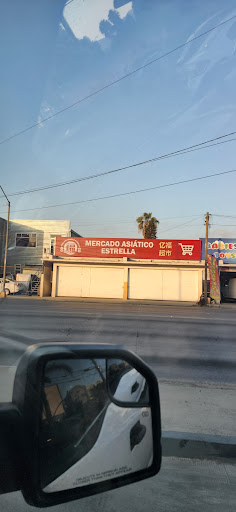 MERCADO ASIÁTICO
ESTRELLA
亿福
超市